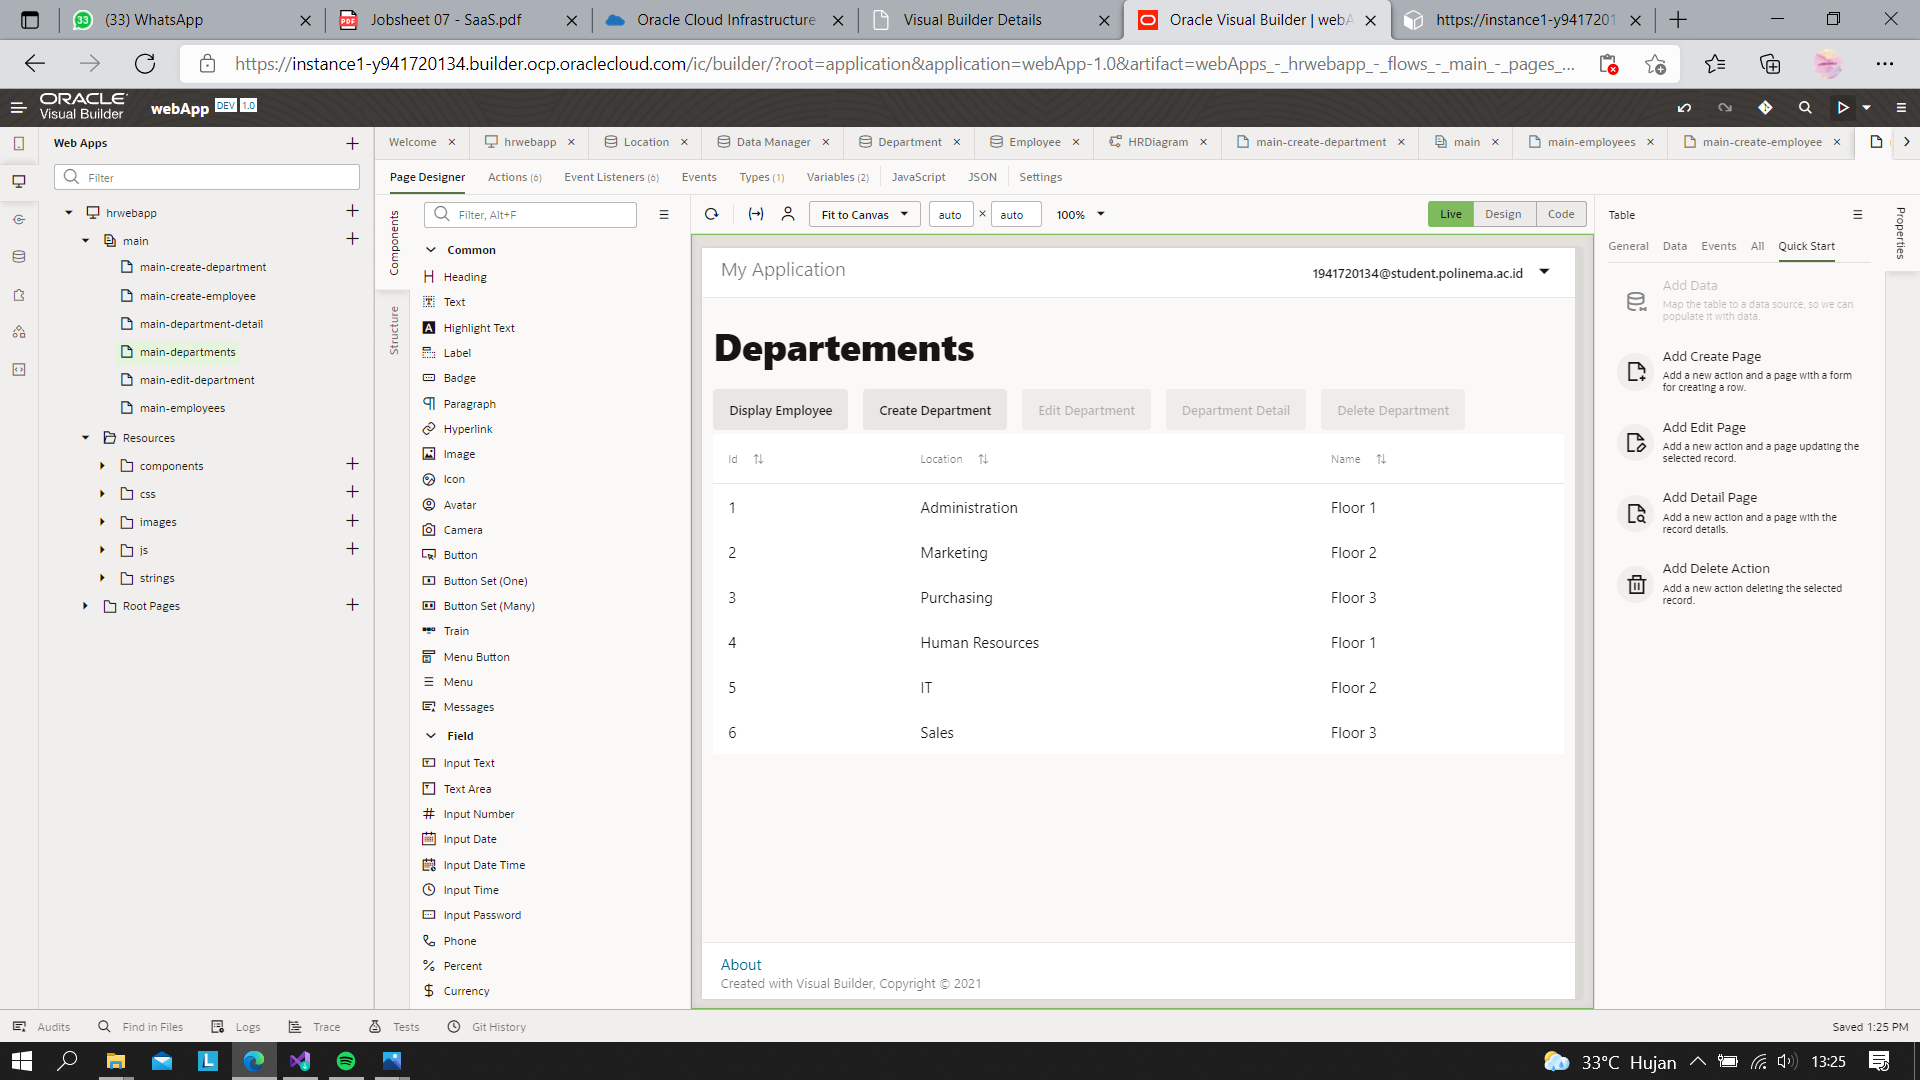 (33) WhatsApp
Jobsheet 07 - SaaS.pdf
Oracle Cloud Infrastructure
Visual Builder Details
Oracle Visual Builder | webA
https://instance1-y9417201
https://instance1-y941720134.builder.ocp.oraclecloud.com/ic/builder/?root=application&application=webApp-1.0&artifact=webApps_-_hrwebapp_-_flows_-_main_-_pages_...
ORACLE
Visual Builder
webApp DEV 1.0
Web Apps
Filter
hrwebapp
main
main-create-department
main-create-employee
main-department-detail
main-departments
main-edit-department
main-employees
Resources
components
css
images
js
strings
Root Pages
Welcome
hrwebapp
Location
Data Manager
Department
Employee
HRDiagram
main-create-department
main
main-employees
main-create-employee
Page Designer
Actions (6)
Event Listeners (6)
Events
Types (1)
Variables (2)
JavaScript
JSON
Settings
Components
Structure
Filter, Alt+F
Common
Heading
Text
Highlight Text
Label
Badge
Paragraph
Hyperlink
Image
Icon
Avatar
Camera
Button
Button Set (One)
Button Set (Many)
Train
Menu Button
Menu
Messages
Field
Input Text
Text Area
Input Number
Input Date
Input Date Time
Input Time
Input Password
Phone
Percent
Currency
Fit to Canvas
auto × auto
100%
Live
Design
Code
My Application
1941720134@student.polinema.ac.id
Departements
Display Employee
Create Department
Edit Department
Department Detail
Delete Department
Id Location Name
1 Administration Floor 1
2 Marketing Floor 2
3 Purchasing Floor 3
4 Human Resources Floor 1
5 IT Floor 2
6 Sales Floor 3
About
Created with Visual Builder, Copyright © 2021
Table
General
Data
Events
All
Quick Start
Add Data
Map the table to a data source, so we can
populate it with data.
Add Create Page
Add a new action and a page with a form
for creating a row.
Add Edit Page
Add a new action and a page updating the
selected record.
Add Detail Page
Add a new action and a page with the
record details.
Add Delete Action
Add a new action deleting the selected
record.
Properties
Audits
Find in Files
Logs
Trace
Tests
Git History
Saved 1:25 PM
33°C Hujan
13:25